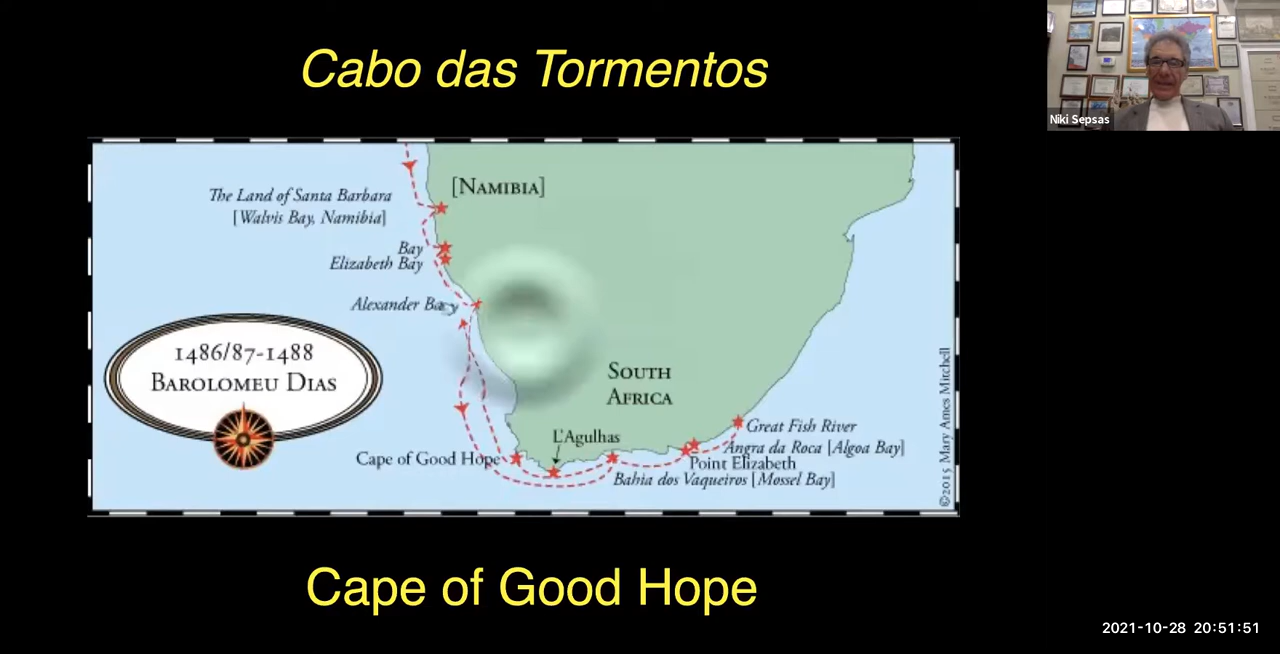 Cabo das Tormentos
Niki Sepsas
[NAMIBIA]
The Land of Santa Barbara
[Walvis Bay, Namibia]
Bay
Elizabeth Bay
Alexander
1486/87-1488
BAROLOMEU DIAS
SOUTH
AFRICA
L'Agulhas
Cape of Good Hope
Great Fish River
Angra da Roca [Algoa Bay]
Point Elizabeth
Bahia dos Vaqueiros [Mossel Bay]
©2015 Mary Ames Mitchell
Cape of Good Hope
2021-10-28 20:51:51